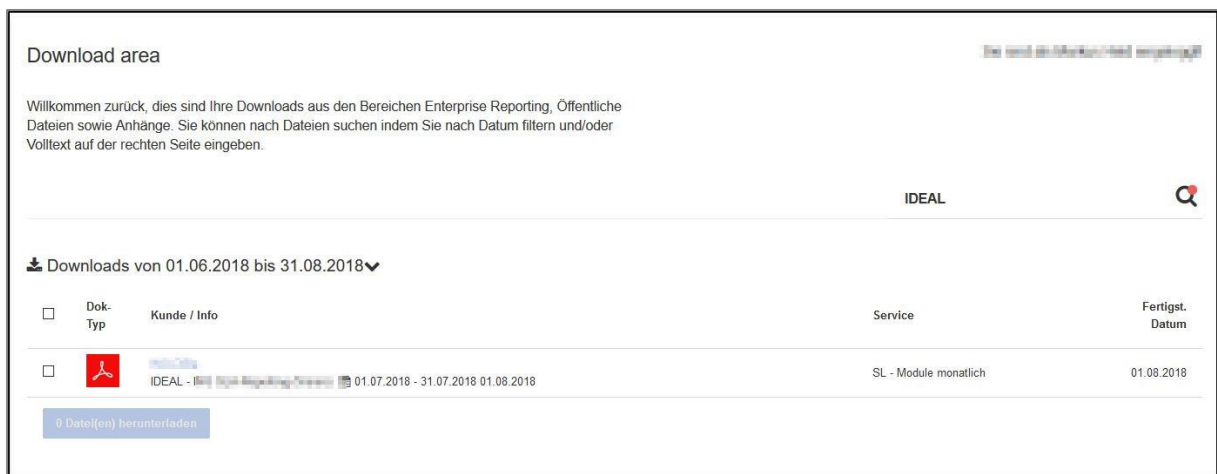 Download area
Willkommen zurück, dies sind Ihre Downloads aus den Bereichen Enterprise Reporting, Öffentliche
Dateien sowie Anhänge. Sie können nach Dateien suchen indem Sie nach Datum filtern und/oder
Volltext auf der rechten Seite eingeben.
IDEAL
Downloads von 01.06.2018 bis 31.08.2018
Dok-
Typ
Kunde / Info
Service
Fertigst.
Datum
IDEAL - 01.07.2018 - 31.07.2018 01.08.2018
SL - Module monatlich
01.08.2018
0 Datei(en) herunterladen